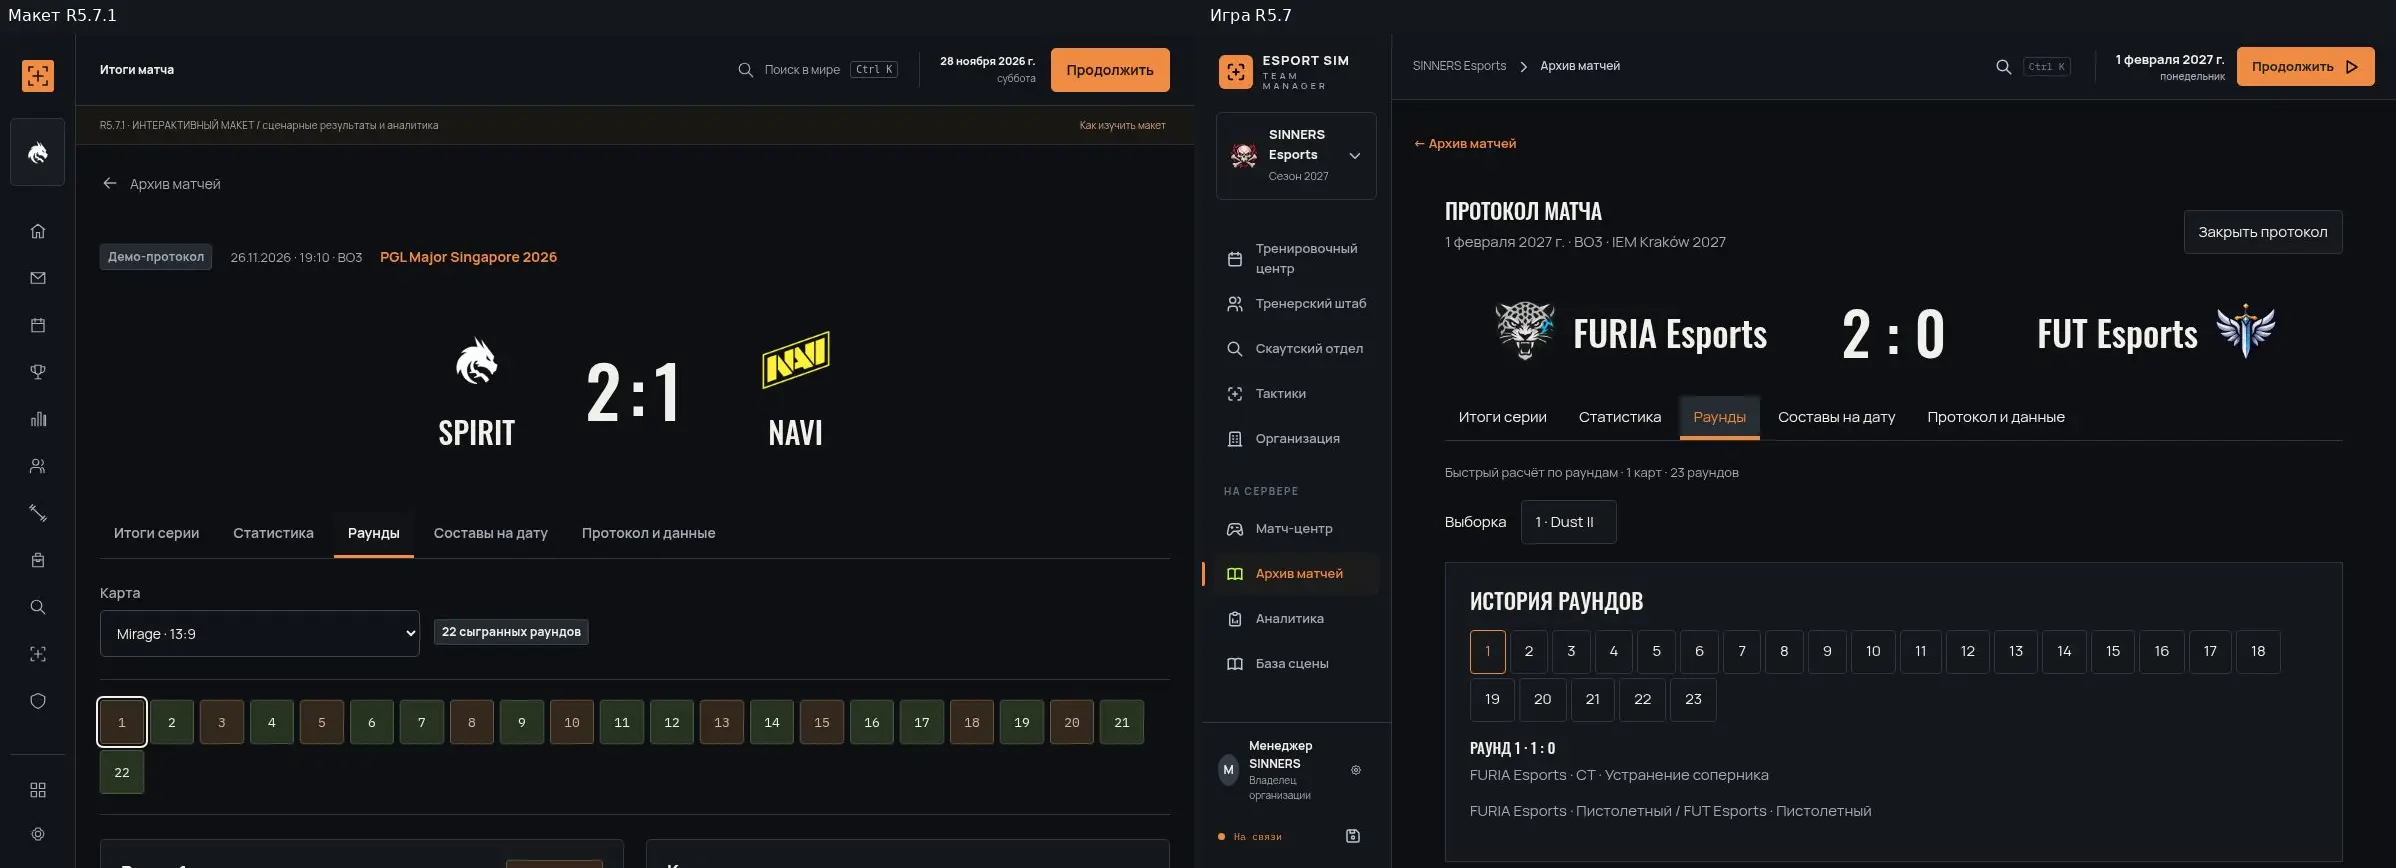 Макет R5.7.1
Итоги матча
Поиск в мире
Ctrl K
28 ноября 2026 г.
суббота
Продолжить
R5.7.1 · ИНТЕРАКТИВНЫЙ МАКЕТ / сценарные результаты и аналитика
Как изучить макет
← Архив матчей
Демо-протокол
26.11.2026 · 19:10 · BO3
PGL Major Singapore 2026
NAVI
2:1
SPIRIT
NAVI
Итоги серии
Статистика
Раунды
Составы на дату
Протокол и данные
Карта
Mirage · 13:9
22 сыгранных раундов
1 2 3 4 5 6 7 8 9 10 11 12 13 14 15 16 17 18 19 20 21
22
Игра R5.7
ESPORT SIM
TEAM
MANAGER
SINNERS
Esports
Сезон 2027
Тренировочный
центр
Тренерский штаб
Скаутский отдел
Тактики
Организация
НА СЕРВЕРЕ
Матч-центр
Архив матчей
Аналитика
База сцены
M
Менеджер
SINNERS
Владелец
организации
На связи
SINNERS Esports > Архив матчей
Ctrl K
1 февраля 2027 г.
понедельник
Продолжить
← Архив матчей
ПРОТОКОЛ МАТЧА
1 февраля 2027 г. · BO3 · IEM Kraków 2027
Закрыть протокол
FURIA Esports
2 : 0
FUT Esports
Итоги серии
Статистика
Раунды
Составы на дату
Протокол и данные
Быстрый расчёт по раундам · 1 карт · 23 раундов
Выборка
1 · Dust II
ИСТОРИЯ РАУНДОВ
1 2 3 4 5 6 7 8 9 10 11 12 13 14 15 16 17 18
19 20 21 22 23
РАУНД 1 · 1 : 0
FURIA Esports · CT · Устранение соперника
FURIA Esports · Пистолетный / FUT Esports · Пистолетный